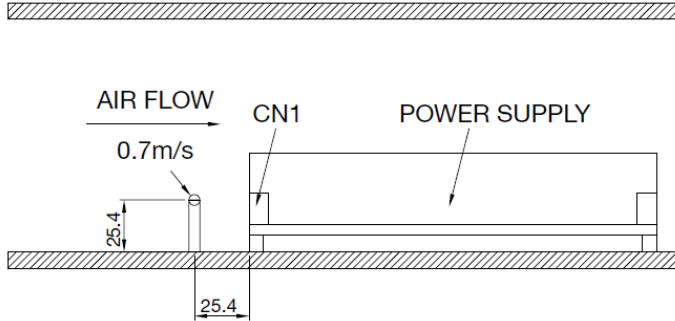 AIR FLOW
CN1
POWER SUPPLY
0.7m/s
25.4
25.4